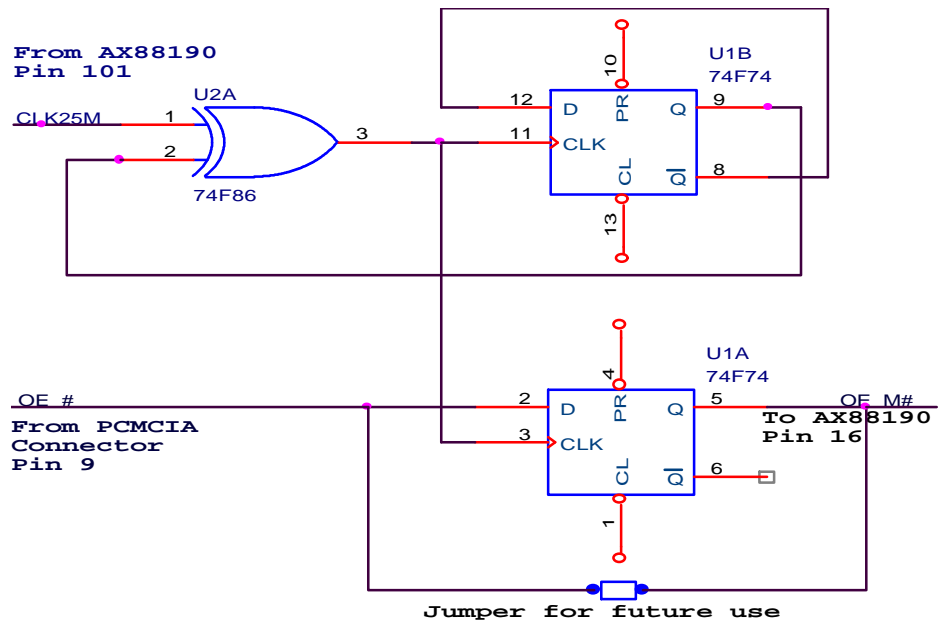 From AX88190
Pin 101
CLK25M
U2A
1
2
3
74F86
U1B
74F74
10
12
D
PR
Q
9
11
CLK
CL
Q
8
13
U1A
74F74
4
OE_#
2
D
PR
Q
5
OE_M#
From PCMCIA
Connector
Pin 9
To AX88190
Pin 16
3
CLK
CL
Q
6
1
Jumper for future use